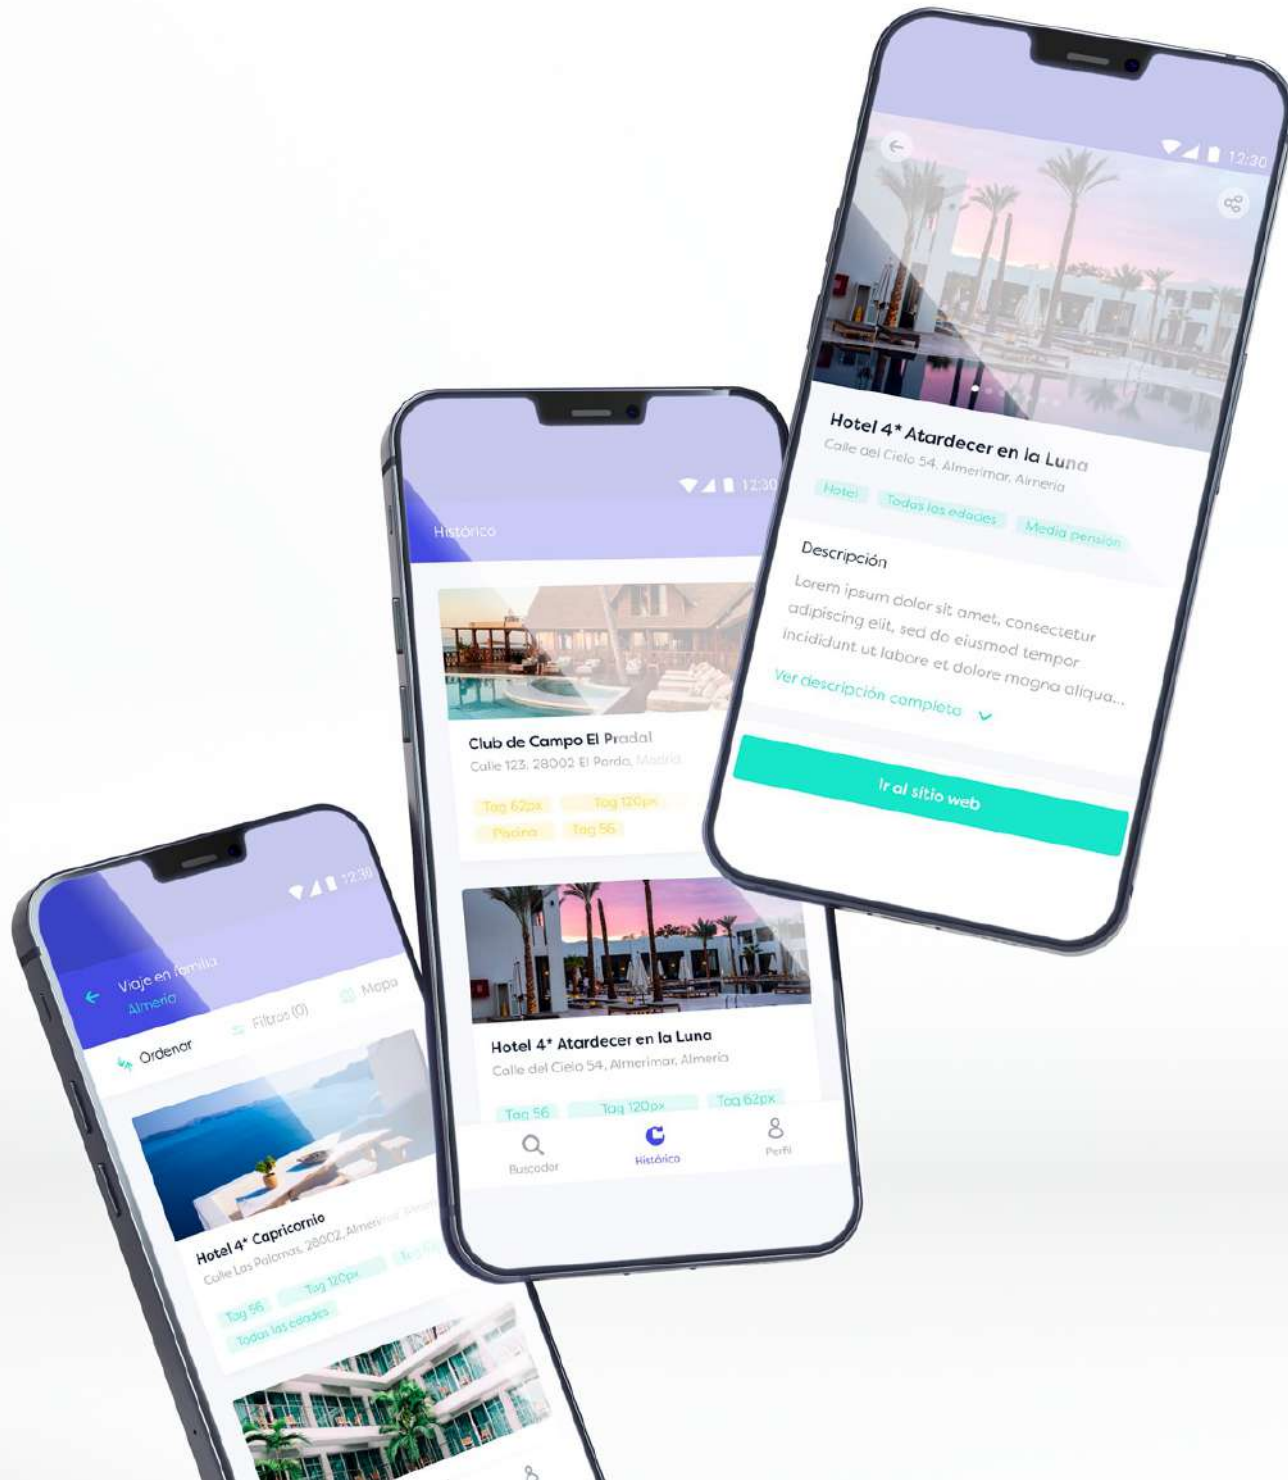 12:30
Hotel 4* Atardecer en la Luna
Calle del Cielo 54, Almerimar, Almería
Hotel Todas las edades Media pensión
Descripción
Lorem ipsum dolor sit amet, consectetur
adipiscing elit, sed do eiusmod tempor
incididunt ut labore et dolore magna aliqua...
Ver descripción completa
Ir al sitio web
12:30
Histórico
Club de Campo El Pradal
Calle 123, 28002 El Pardo, Madrid
Tag 62px Tag 120px
Piscina Tag 56
Hotel 4* Atardecer en la Luna
Calle del Cielo 54, Almerimar, Almería
Tag 56 Tag 120px Tag 62px
Buscador Histórico Perfil
12:30
Viaje en familia
Almería
Ordenar Filtros (0) Mapa
Hotel 4* Capricornio
Calle Las Palomas, 28002, Almerimar
Tag 56 Tag 120px
Todas las edades